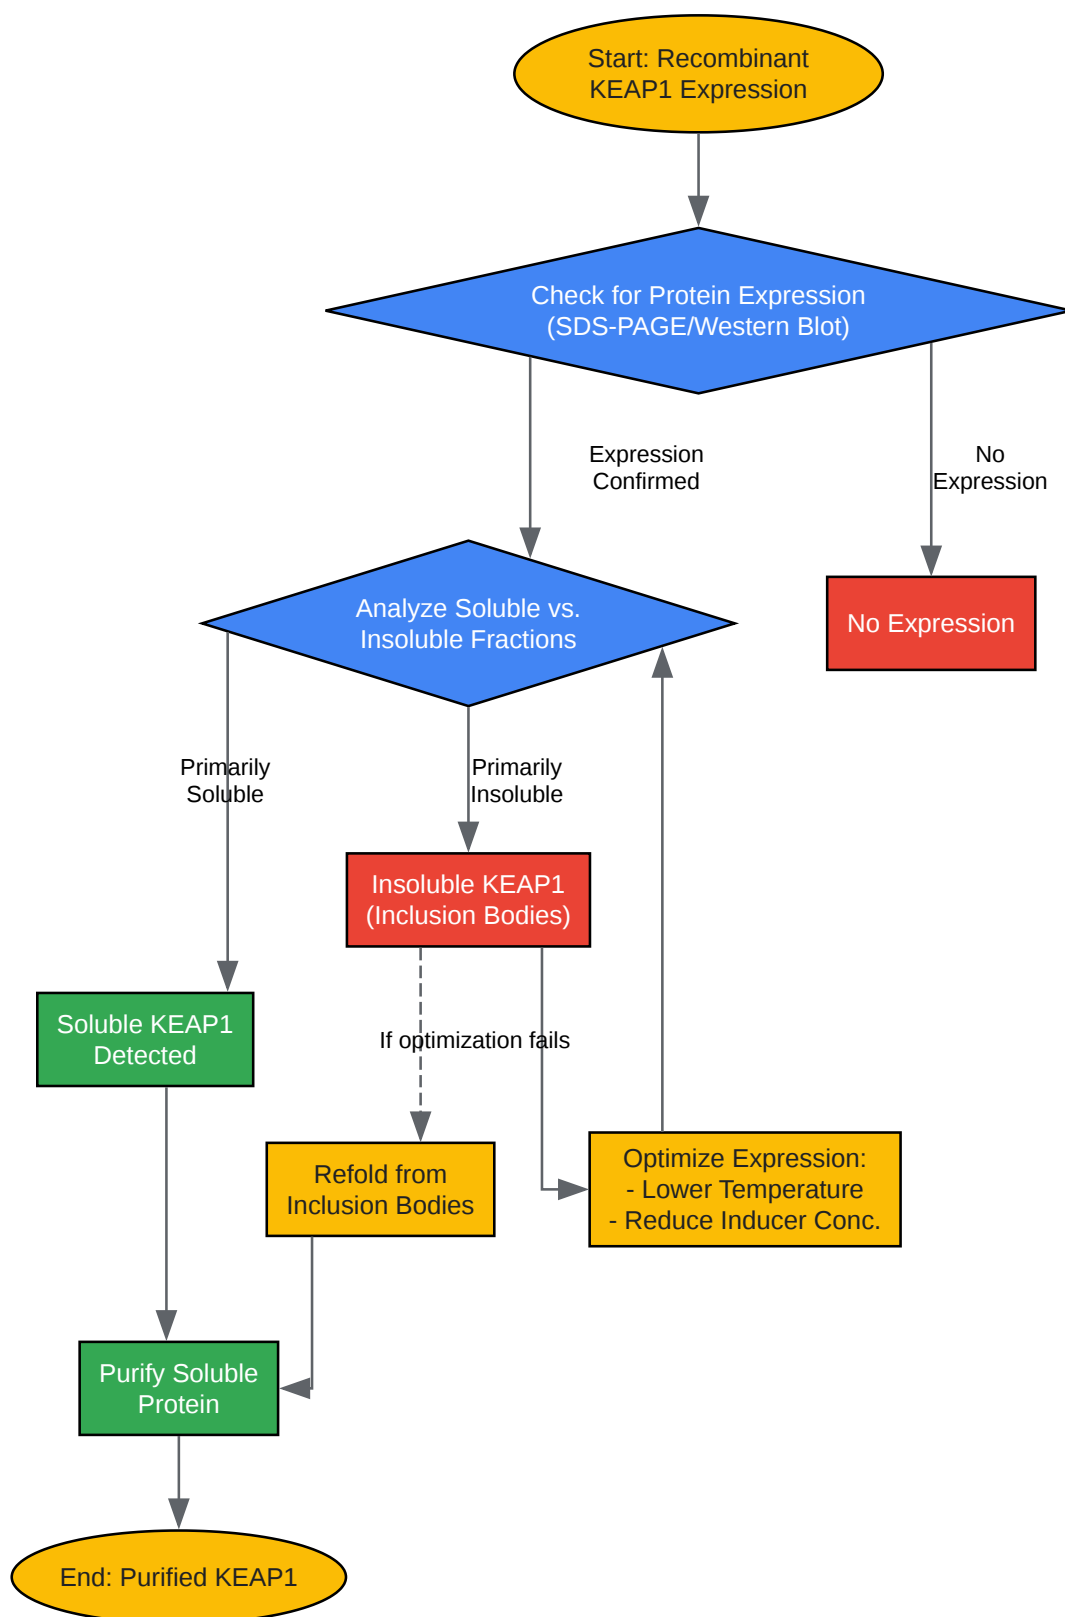 Start: Recombinant
KEAP1 Expression
Check for Protein Expression
(SDS-PAGE/Western Blot)
Expression
Confirmed
No
Expression
Analyze Soluble vs.
Insoluble Fractions
No Expression
Primarily
Soluble
Primarily
Insoluble
Insoluble KEAP1
(Inclusion Bodies)
Soluble KEAP1
Detected
If optimization fails
Refold from
Inclusion Bodies
Optimize Expression:
- Lower Temperature
- Reduce Inducer Conc.
Purify Soluble
Protein
End: Purified KEAP1